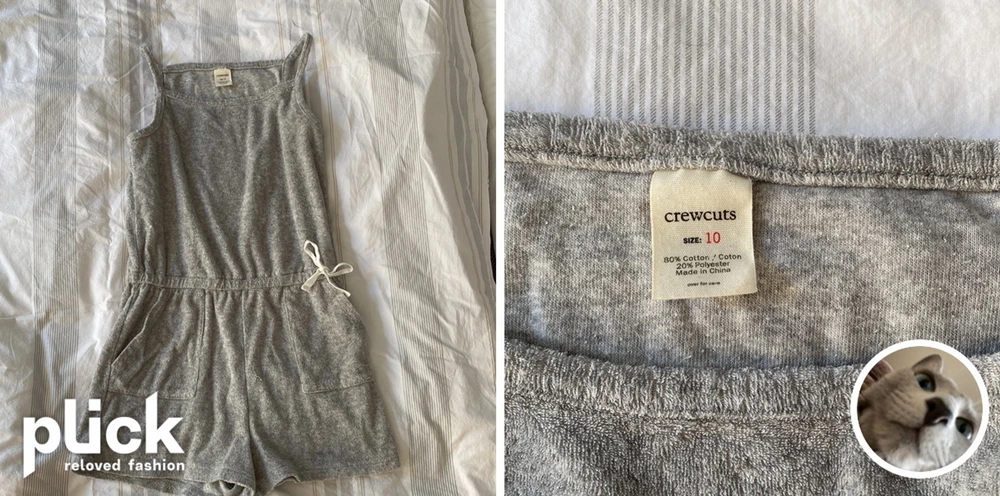 plick
reloved fashion
crewcuts
SIZE: 10
80% Cotton / Coton
20% Polyester
Made in China
over for care